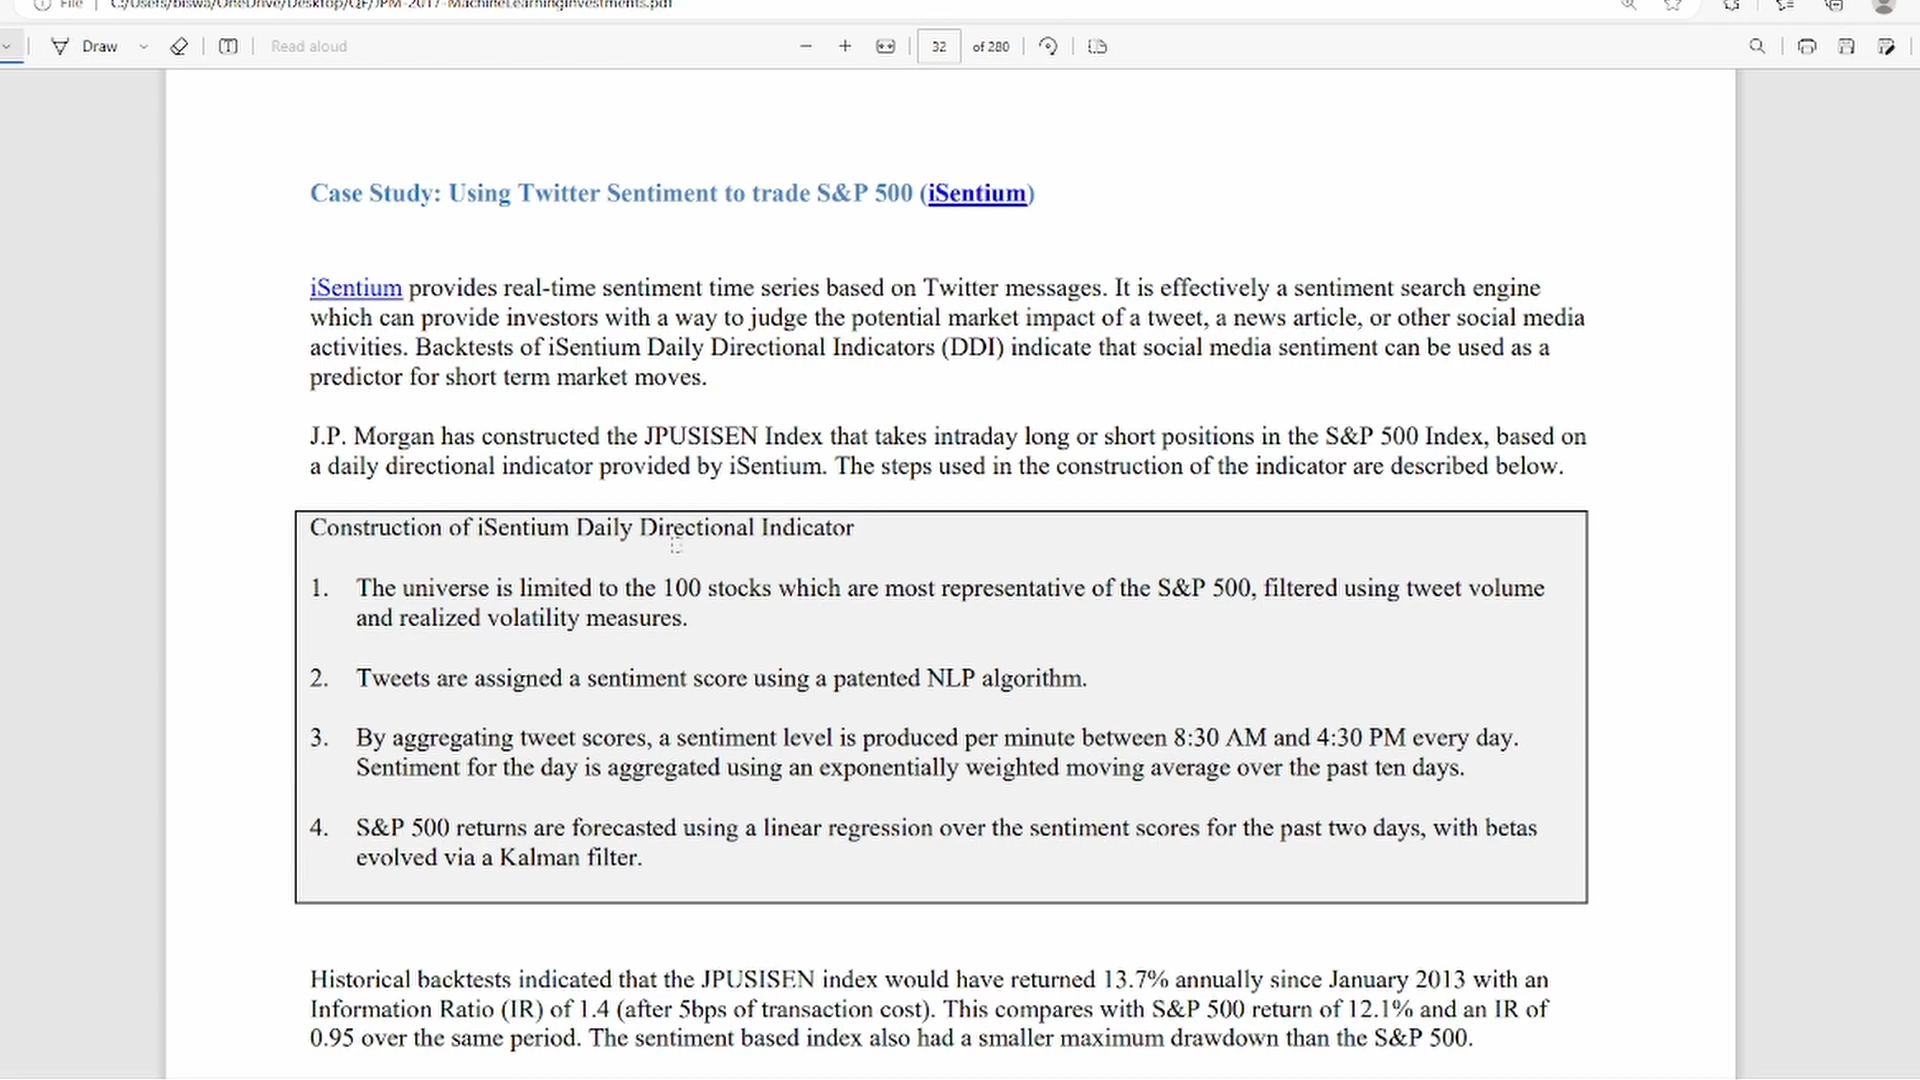 File C:/Users/biswa/OneDrive/Desktop/QF/JPM-2017-MachineLearningInvestments.pdf
Draw Read aloud 32 of 280
Case Study: Using Twitter Sentiment to trade S&P 500 (iSentium)
iSentium provides real-time sentiment time series based on Twitter messages. It is effectively a sentiment search engine
which can provide investors with a way to judge the potential market impact of a tweet, a news article, or other social media
activities. Backtests of iSentium Daily Directional Indicators (DDI) indicate that social media sentiment can be used as a
predictor for short term market moves.
J.P. Morgan has constructed the JPUSISEN Index that takes intraday long or short positions in the S&P 500 Index, based on
a daily directional indicator provided by iSentium. The steps used in the construction of the indicator are described below.
Construction of iSentium Daily Directional Indicator
1. The universe is limited to the 100 stocks which are most representative of the S&P 500, filtered using tweet volume
and realized volatility measures.
2. Tweets are assigned a sentiment score using a patented NLP algorithm.
3. By aggregating tweet scores, a sentiment level is produced per minute between 8:30 AM and 4:30 PM every day.
Sentiment for the day is aggregated using an exponentially weighted moving average over the past ten days.
4. S&P 500 returns are forecasted using a linear regression over the sentiment scores for the past two days, with betas
evolved via a Kalman filter.
Historical backtests indicated that the JPUSISEN index would have returned 13.7% annually since January 2013 with an
Information Ratio (IR) of 1.4 (after 5bps of transaction cost). This compares with S&P 500 return of 12.1% and an IR of
0.95 over the same period. The sentiment based index also had a smaller maximum drawdown than the S&P 500.